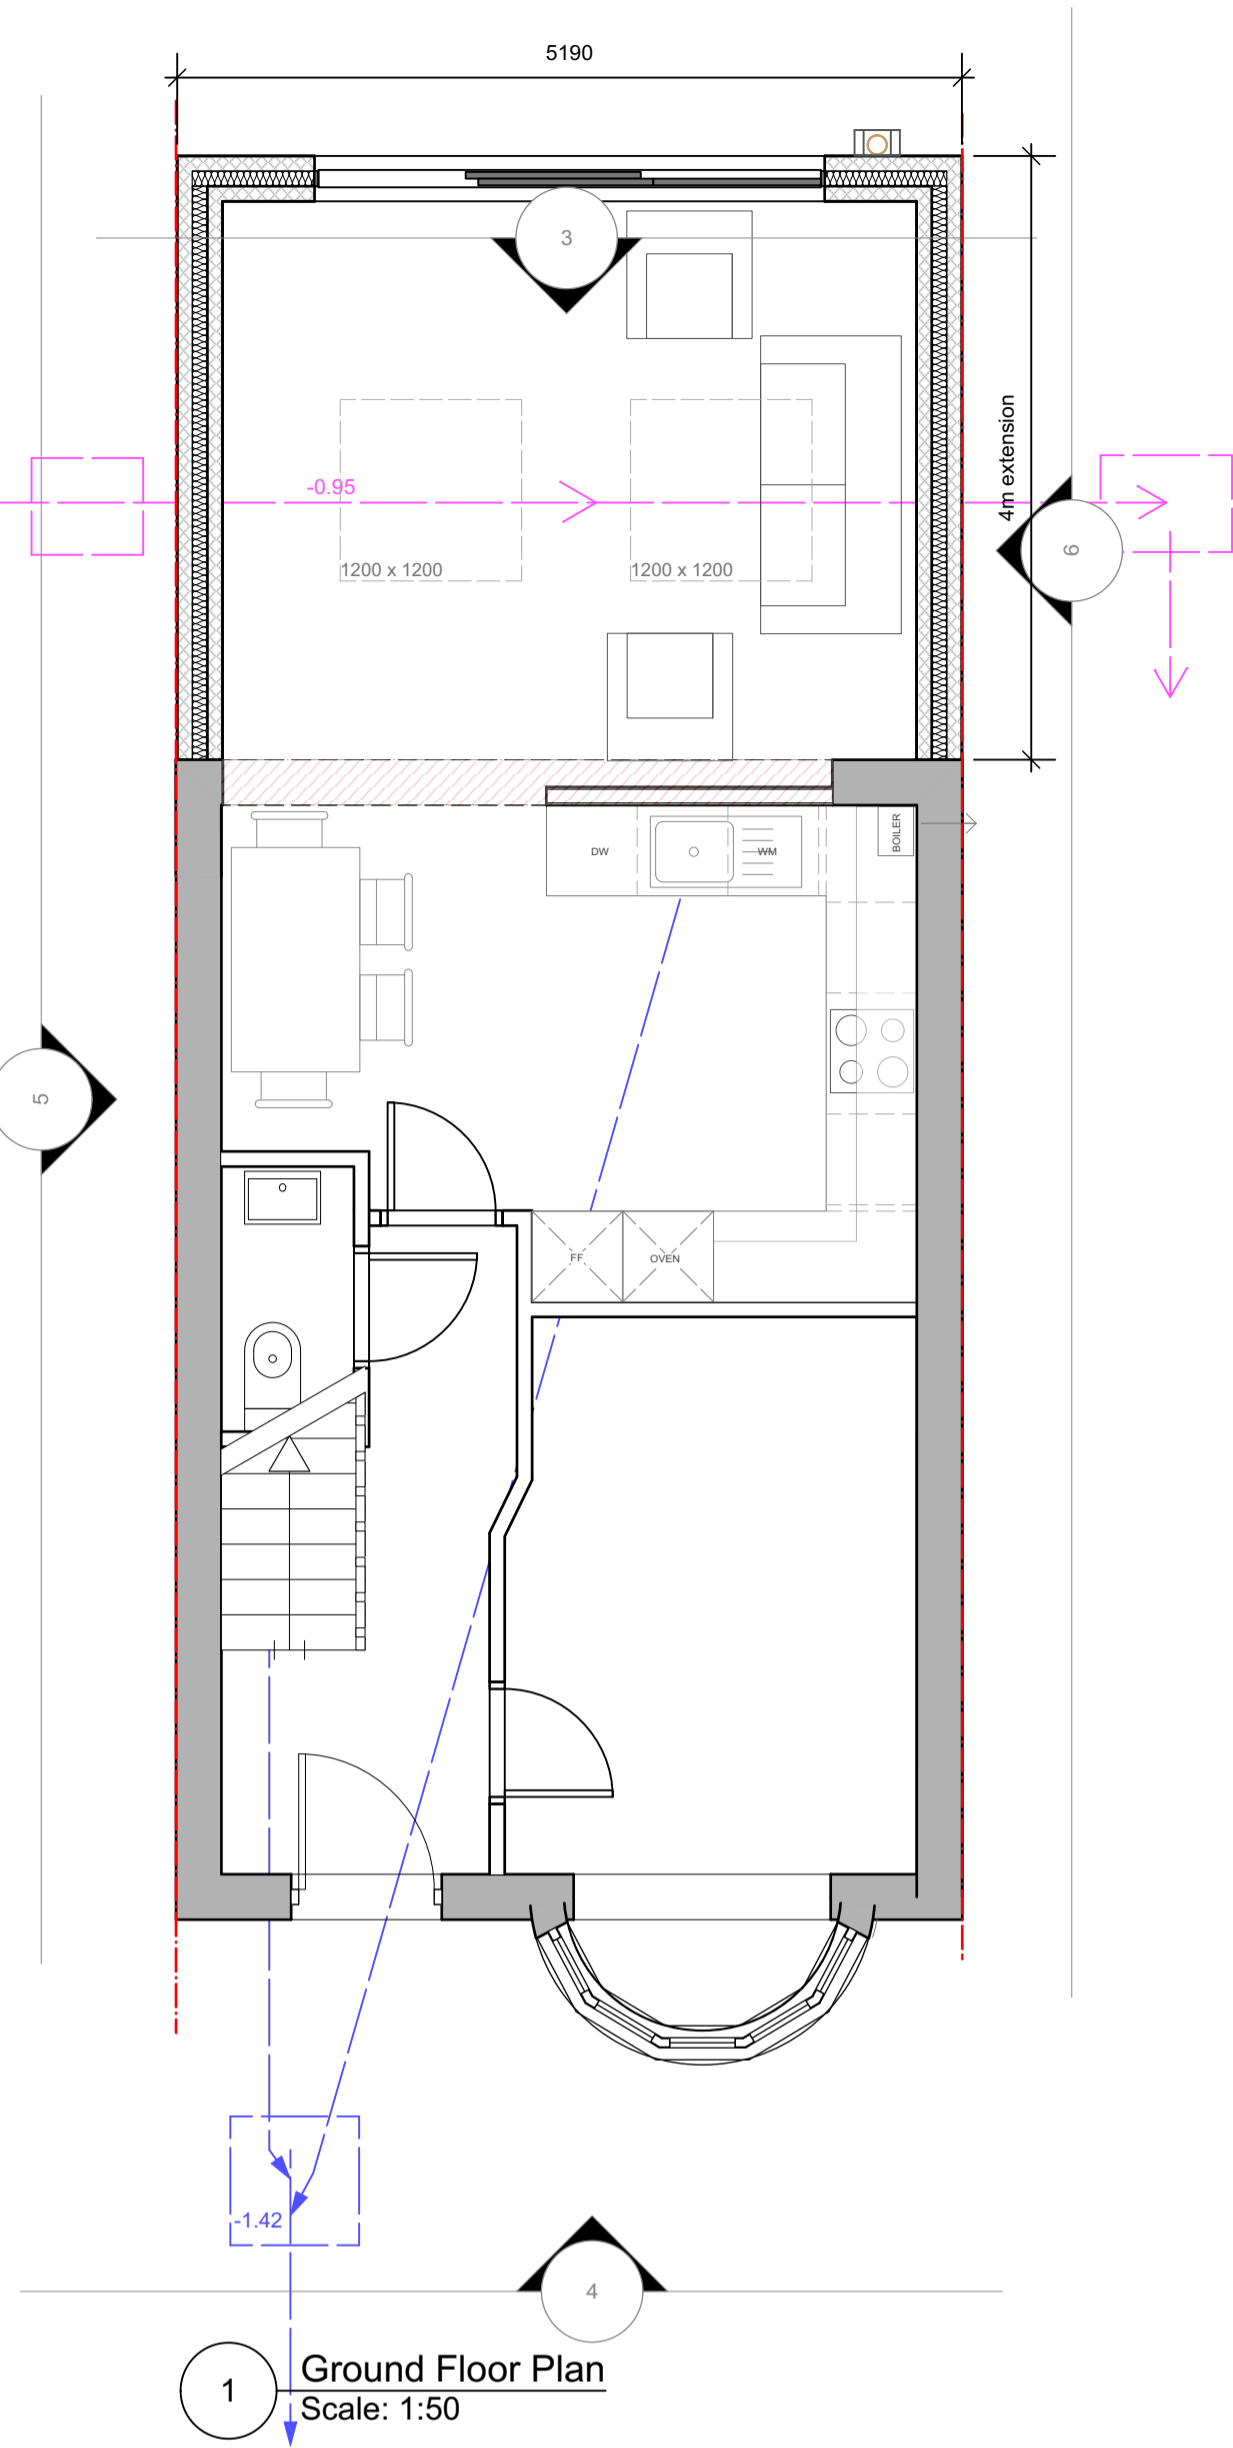 5190
3
4m extension
-0.95
1200 x 1200
1200 x 1200
6
BOILER
DW
WM
5
FF
OVEN
-1.42
4
1
Ground Floor Plan
Scale: 1:50